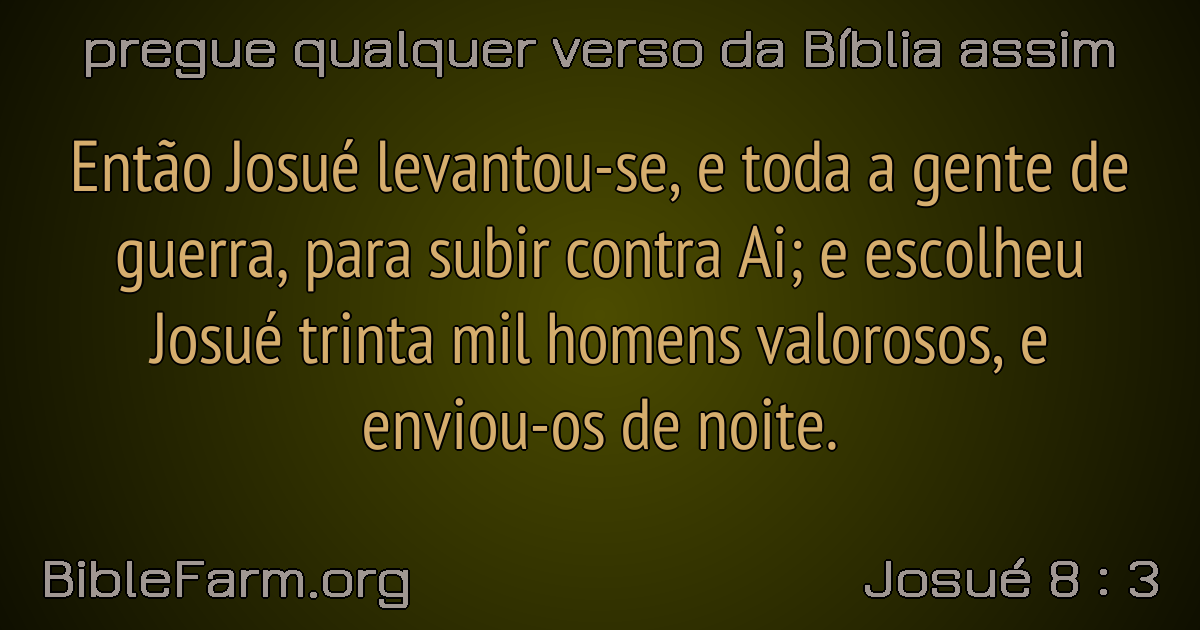 pregue qualquer verso da Bíblia assim
Então Josué levantou-se, e toda a gente de
guerra, para subir contra Ai; e escolheu
Josué trinta mil homens valorosos, e
enviou-os de noite.
BibleFarm.org
Josué 8 : 3